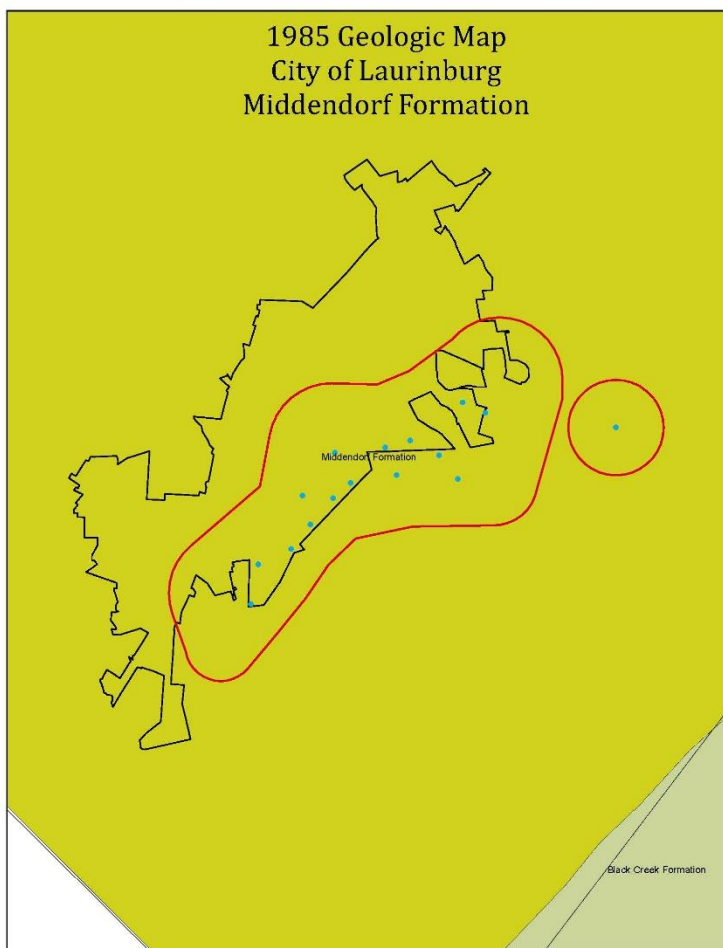 1985 Geologic Map
City of Laurinburg
Middendorf Formation
Middendorf Formation
Black Creek Formation